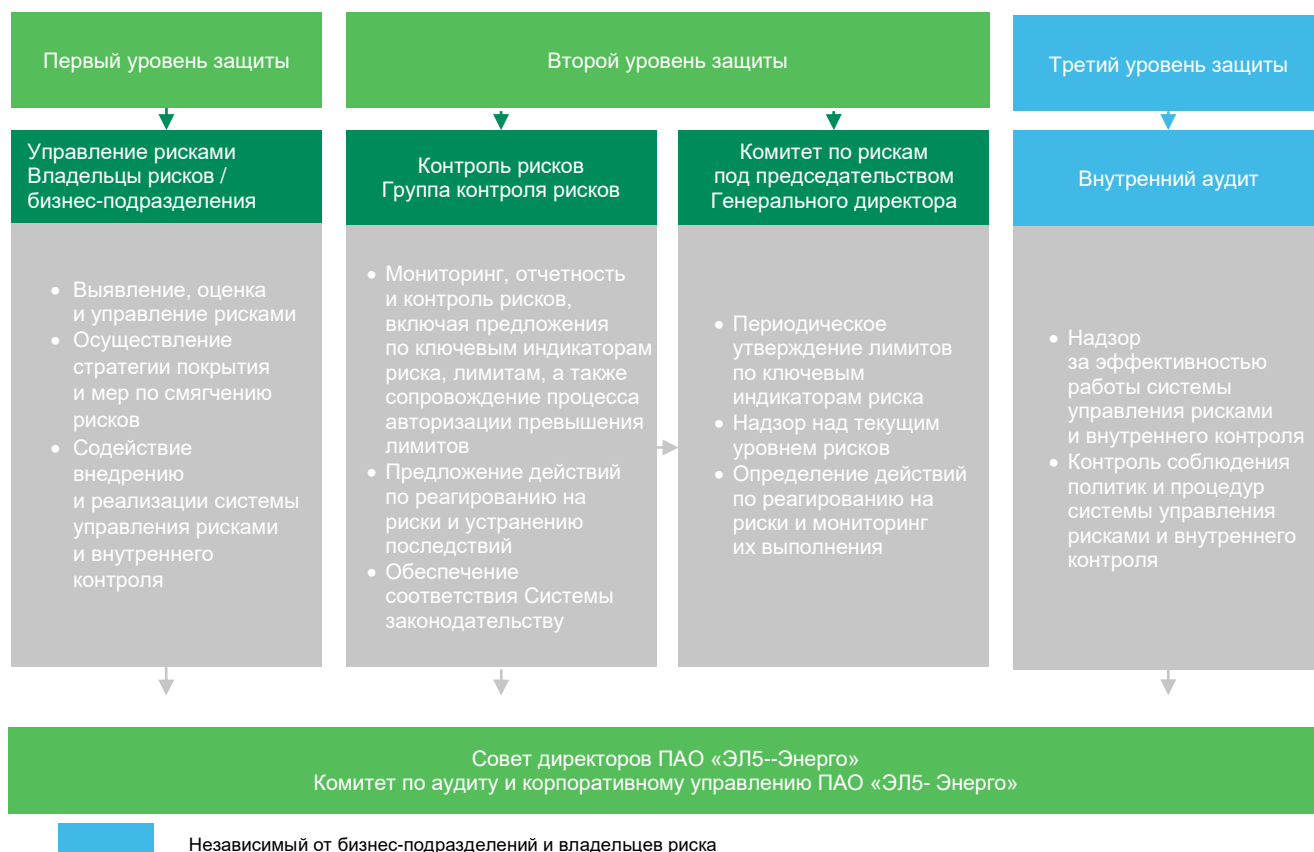 Первый уровень защиты
Второй уровень защиты
Третий уровень защиты
Управление рисками
Владельцы рисков /
бизнес-подразделения
Контроль рисков
Группа контроля рисков
Комитет по рискам
под председательством
Генерального директора
Внутренний аудит
• Выявление, оценка
и управление рисками
• Осуществление
стратегии покрытия
и мер по смягчению
рисков
• Содействие
внедрению
и реализации системы
управления рисками
и внутреннего
контроля
• Мониторинг, отчетность
и контроль рисков,
включая предложения
по ключевым индикаторам
риска, лимитам, а также
сопровождение процесса
авторизации превышения
лимитов
• Предложение действий
по реагированию на
риски и устранению
последствий
• Обеспечение
соответствия Системы
законодательству
• Периодическое
утверждение лимитов
по ключевым
индикаторам риска
• Надзор над текущим
уровнем рисков
• Определение действий
по реагированию на
риски и мониторинг
их выполнения
• Надзор
за эффективностью
работы системы
управления рисками
и внутреннего контроля
• Контроль соблюдения
политик и процедур
системы управления
рисками и внутреннего
контроля
Совет директоров ПАО «ЭЛ5--Энерго»
Комитет по аудиту и корпоративному управлению ПАО «ЭЛ5- Энерго»
Независимый от бизнес-подразделений и владельцев риска